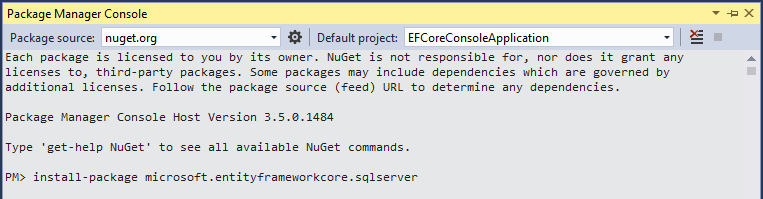 Package Manager Console
Package source: nuget.org Default project: EFCoreConsoleApplication
Each package is licensed to you by its owner. NuGet is not responsible for, nor does it grant any
licenses to, third-party packages. Some packages may include dependencies which are governed by
additional licenses. Follow the package source (feed) URL to determine any dependencies.
Package Manager Console Host Version 3.5.0.1484
Type 'get-help NuGet' to see all available NuGet commands.
PM> install-package microsoft.entityframeworkcore.sqlserver